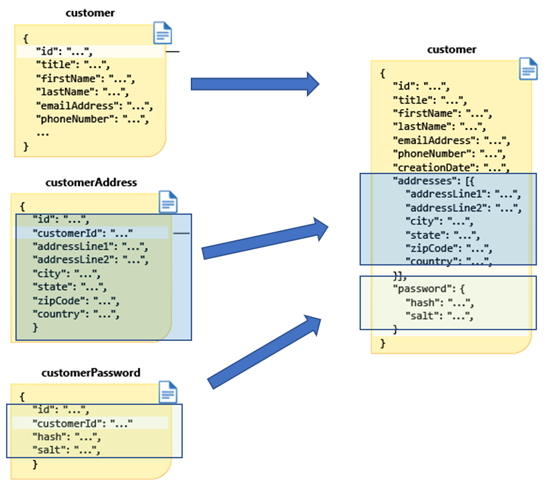 customer
{
"id": "...",
"title": "...",
"firstName": "...",
"lastName": "...",
"emailAddress": "...",
"phoneNumber": "...",
...
}
customerAddress
{
"id": "...",
"customerId": "..."
"addressLine1": "...",
"addressLine2": "...",
"city": "...",
"state": "...",
"zipCode": "...",
"country": "...",
}
customerPassword
{
"id": "...",
"customerId": "..."
"hash": "...",
"salt": "...",
}
customer
{
"id": "...",
"title": "...",
"firstName": "...",
"lastName": "...",
"emailAddress": "...",
"phoneNumber": "...",
"creationDate": "...",
"addresses": [{
"addressLine1": "...",
"addressLine2": "...",
"city": "...",
"state": "...",
"zipCode": "...",
"country": "...",
}],
"password": {
"hash": "...",
"salt": "...",
}
}